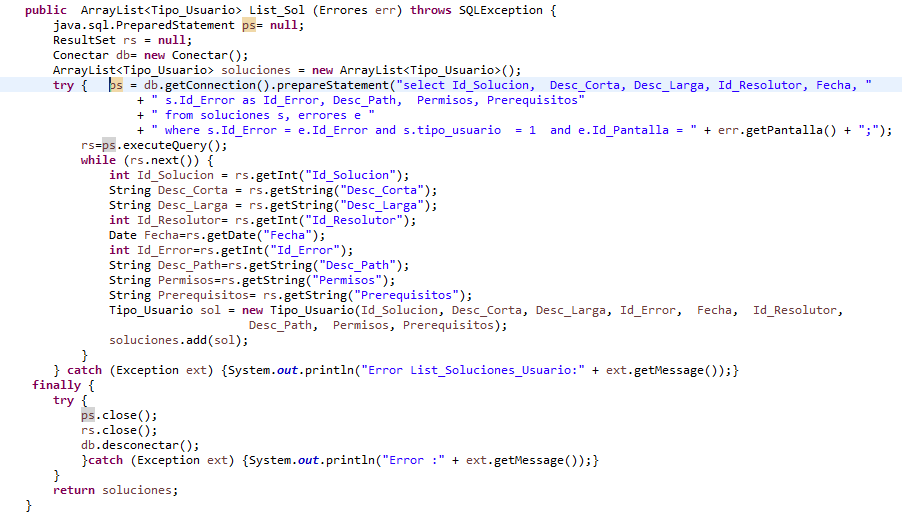 public ArrayList<Tipo_Usuario> List_Sol (Errores err) throws SQLException {
java.sql.PreparedStatement ps= null;
ResultSet rs = null;
Conectar db= new Conectar();
ArrayList<Tipo_Usuario> soluciones = new ArrayList<Tipo_Usuario>();
try { ps = db.getConnection().prepareStatement("select Id_Solucion, Desc_Corta, Desc_Larga, Id_Resolutor, Fecha, "
+ " s.Id_Error as Id_Error, Desc_Path, Permisos, Prerequisitos"
+ " from soluciones s, errores e "
+ " where s.Id_Error = e.Id_Error and s.tipo_usuario = 1 and e.Id_Pantalla = " + err.getPantalla() + ";");
rs=ps.executeQuery();
while (rs.next()) {
int Id_Solucion = rs.getInt("Id_Solucion");
String Desc_Corta = rs.getString("Desc_Corta");
String Desc_Larga = rs.getString("Desc_Larga");
int Id_Resolutor= rs.getInt("Id_Resolutor");
Date Fecha=rs.getDate("Fecha");
int Id_Error=rs.getInt("Id_Error");
String Desc_Path=rs.getString("Desc_Path");
String Permisos=rs.getString("Permisos");
String Prerequisitos= rs.getString("Prerequisitos");
Tipo_Usuario sol = new Tipo_Usuario(Id_Solucion, Desc_Corta, Desc_Larga, Id_Error, Fecha, Id_Resolutor,
Desc_Path, Permisos, Prerequisitos);
soluciones.add(sol);
}
} catch (Exception ext) {System.out.println("Error List_Soluciones_Usuario:" + ext.getMessage());}
finally {
try {
ps.close();
rs.close();
db.desconectar();
}catch (Exception ext) {System.out.println("Error :" + ext.getMessage());}
}
return soluciones;
}